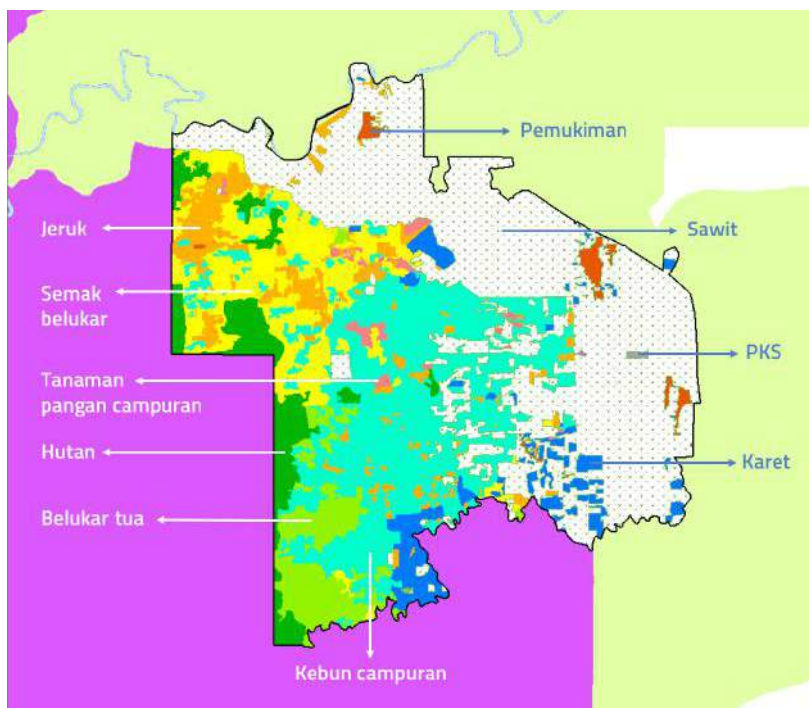 Pemukiman
Jeruk
Sawit
Semak
belukar
PKS
Tanaman
pangan campuran
Hutan
Karet
Belukar tua
Kebun campuran